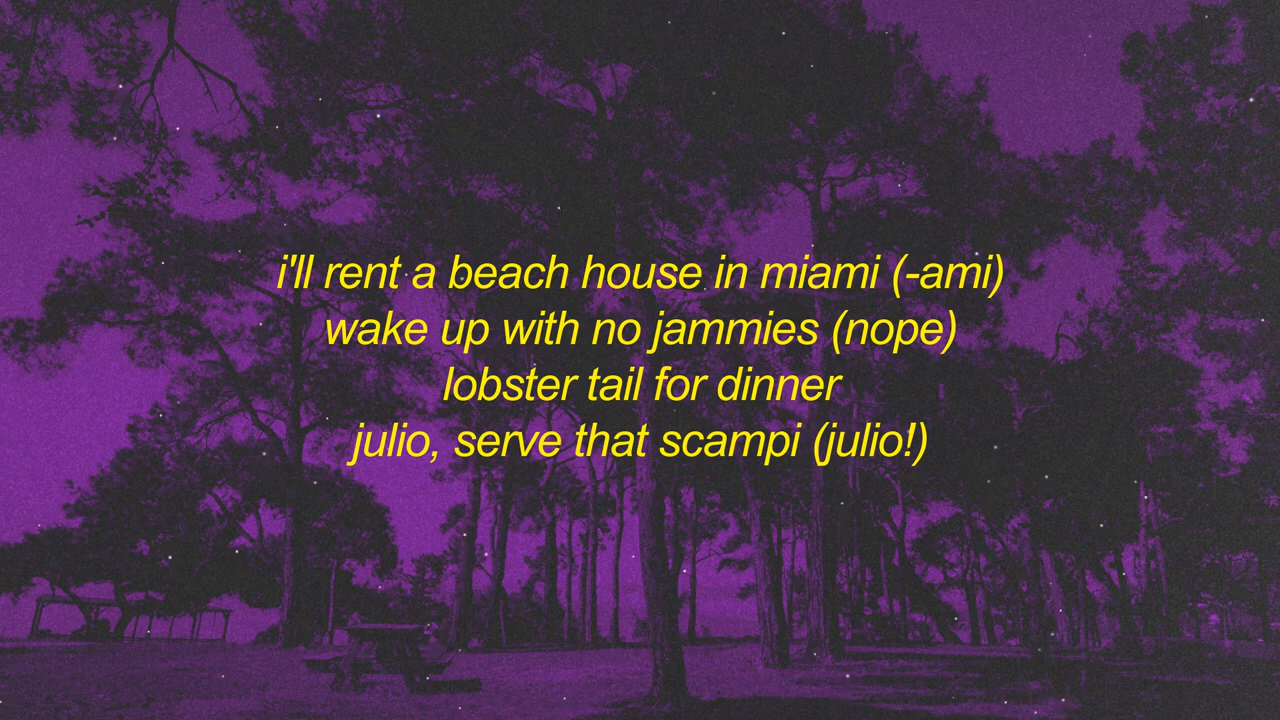 i'll rent a beach house in miami (-ami)
wake up with no jammies (nope)
lobster tail for dinner
julio, serve that scampi (julio!)